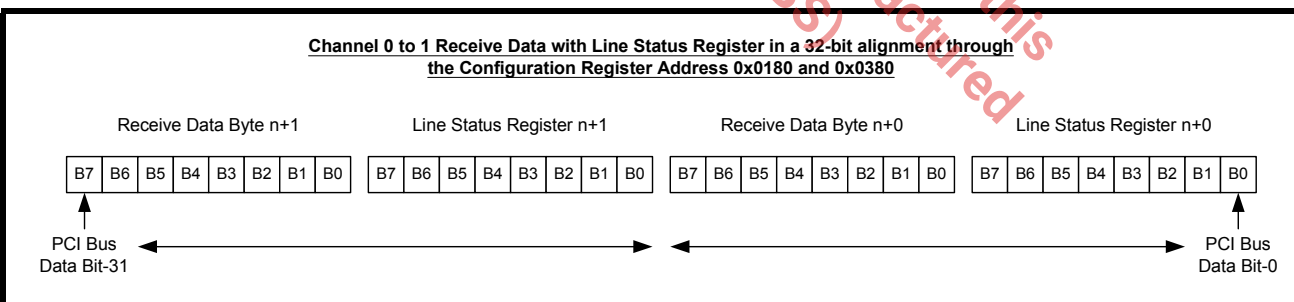 Channel 0 to 1 Receive Data with Line Status Register in a 32-bit alignment through
the Configuration Register Address 0x0180 and 0x0380
Receive Data Byte n+1 Line Status Register n+1 Receive Data Byte n+0 Line Status Register n+0
B7 B6 B5 B4 B3 B2 B1 B0 B7 B6 B5 B4 B3 B2 B1 B0 B7 B6 B5 B4 B3 B2 B1 B0 B7 B6 B5 B4 B3 B2 B1 B0
PCI Bus
Data Bit-31
PCI Bus
Data Bit-0
this
ctured